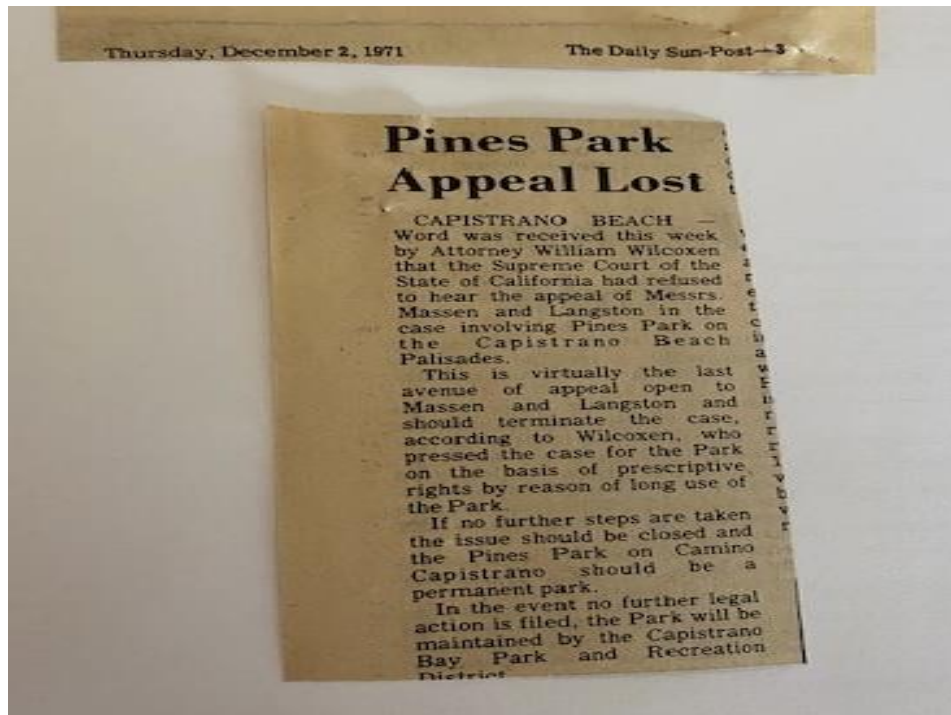 Thursday, December 2, 1971 The Daily Sun-Post—3
Pines Park
Appeal Lost
CAPISTRANO BEACH —
Word was received this week
by Attorney William Wilcoxen
that the Supreme Court of the
State of California had refused
to hear the appeal of Messrs.
Massen and Langston in the
case involving Pines Park on
the Capistrano Beach
Palisades.
This is virtually the last
avenue of appeal open to
Massen and Langston and
should terminate the case,
according to Wilcoxen, who
pressed the case for the Park
on the basis of prescriptive
rights by reason of long use of
the Park.
If no further steps are taken
the issue should be closed and
the Pines Park on Camino
Capistrano should be a
permanent park.
In the event no further legal
action is filed, the Park will be
maintained by the Capistrano
Bay Park and Recreation
District.